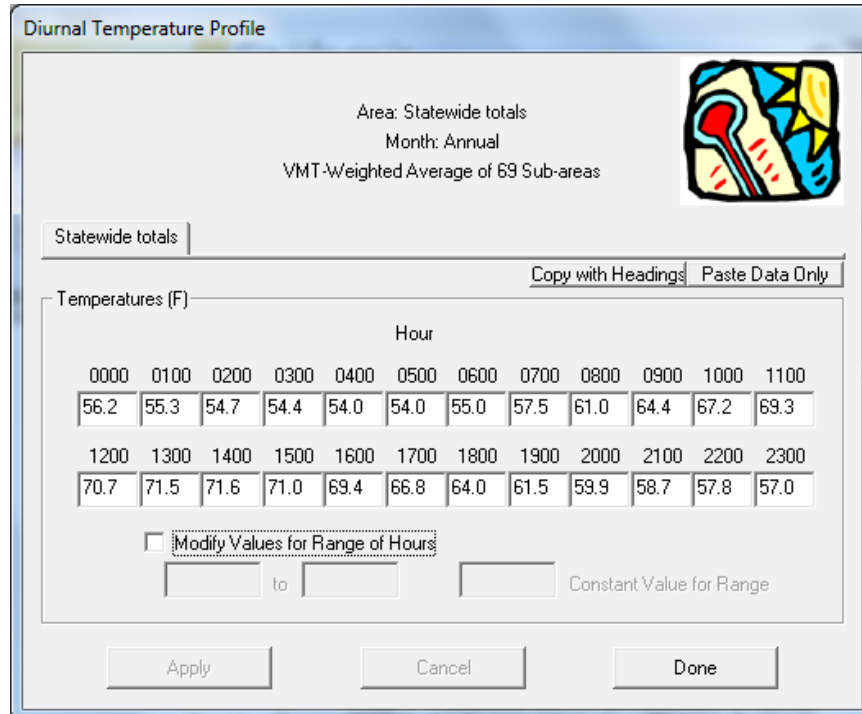 Diurnal Temperature Profile
Area: Statewide totals
Month: Annual
VMT-Weighted Average of 69 Sub-areas
Statewide totals
Copy with Headings Paste Data Only
Temperatures (F)
Hour
0000 0100 0200 0300 0400 0500 0600 0700 0800 0900 1000 1100
56.2 55.3 54.7 54.4 54.0 54.0 55.0 57.5 61.0 64.4 67.2 69.3
1200 1300 1400 1500 1600 1700 1800 1900 2000 2100 2200 2300
70.7 71.5 71.6 71.0 69.4 66.8 64.0 61.5 59.9 58.7 57.8 57.0
Modify Values for Range of Hours
to Constant Value for Range
Apply Cancel Done